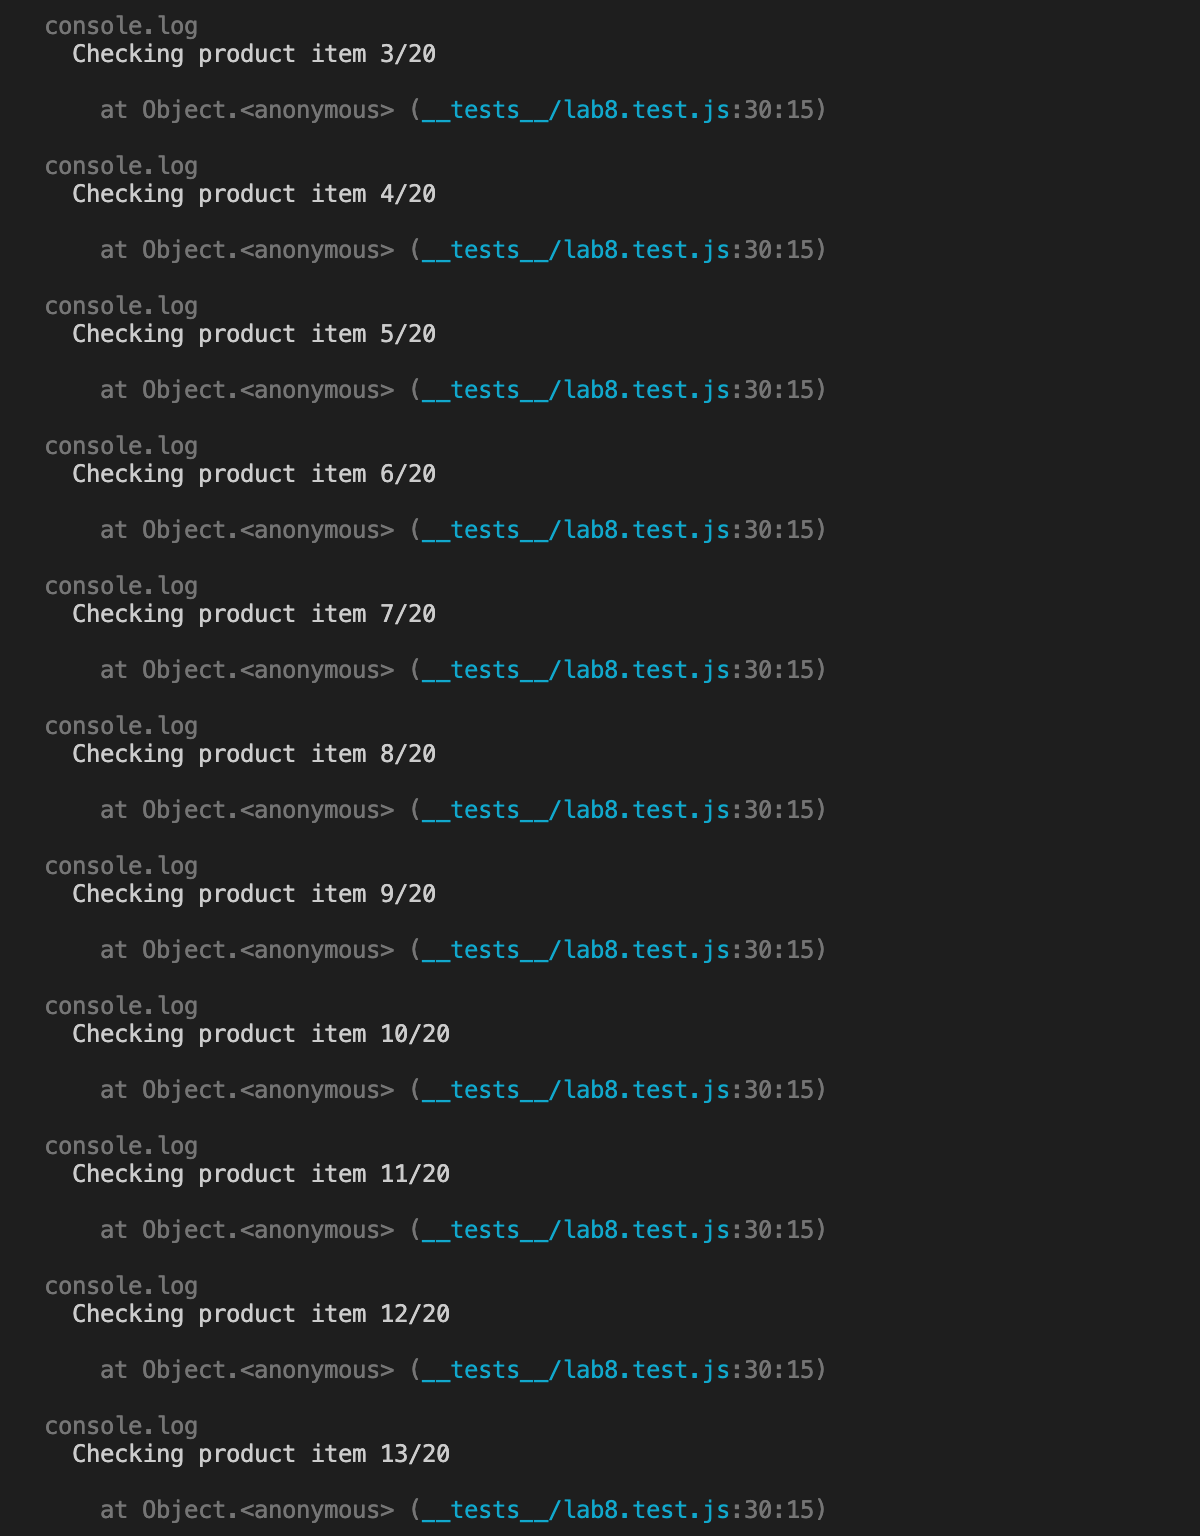 console.log
Checking product item 3/20
at Object.<anonymous> (__tests__/lab8.test.js:30:15)
console.log
Checking product item 4/20
at Object.<anonymous> (__tests__/lab8.test.js:30:15)
console.log
Checking product item 5/20
at Object.<anonymous> (__tests__/lab8.test.js:30:15)
console.log
Checking product item 6/20
at Object.<anonymous> (__tests__/lab8.test.js:30:15)
console.log
Checking product item 7/20
at Object.<anonymous> (__tests__/lab8.test.js:30:15)
console.log
Checking product item 8/20
at Object.<anonymous> (__tests__/lab8.test.js:30:15)
console.log
Checking product item 9/20
at Object.<anonymous> (__tests__/lab8.test.js:30:15)
console.log
Checking product item 10/20
at Object.<anonymous> (__tests__/lab8.test.js:30:15)
console.log
Checking product item 11/20
at Object.<anonymous> (__tests__/lab8.test.js:30:15)
console.log
Checking product item 12/20
at Object.<anonymous> (__tests__/lab8.test.js:30:15)
console.log
Checking product item 13/20
at Object.<anonymous> (__tests__/lab8.test.js:30:15)